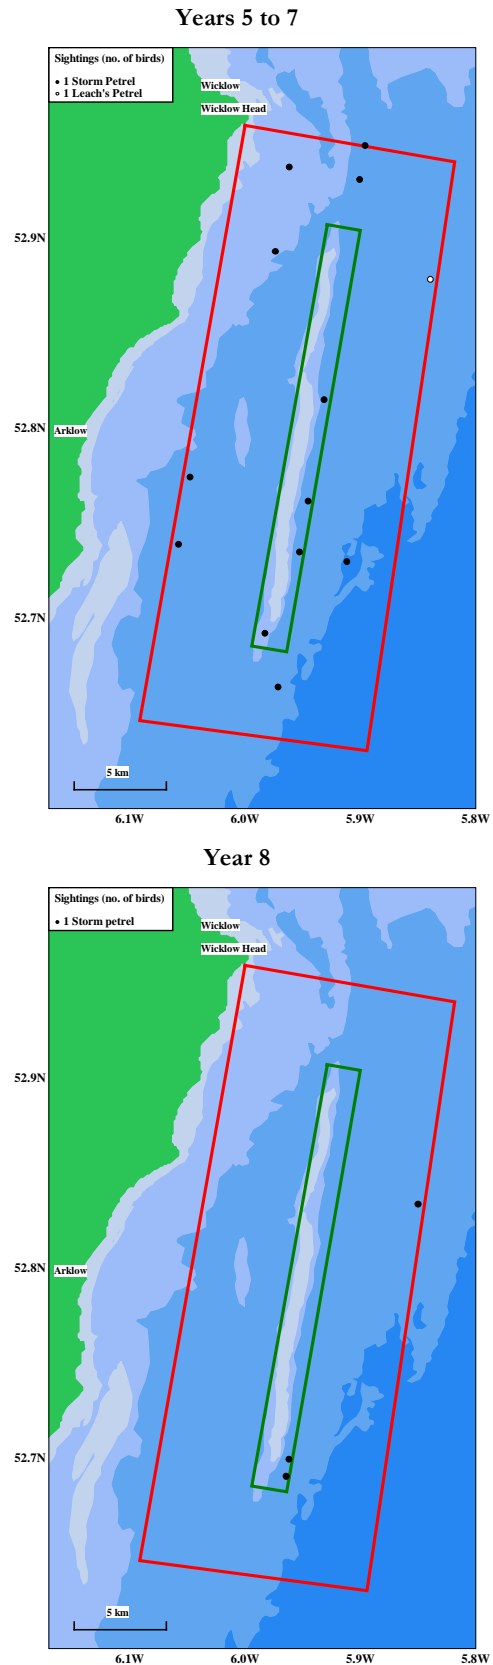 Years 5 to 7
Sightings (no. of birds)
1 Storm Petrel
1 Leach's Petrel
Wicklow
Wicklow Head
52.9N
52.8N
Arklow
52.7N
5 km
6.1W 6.0W 5.9W 5.8W
Year 8
Sightings (no. of birds)
1 Storm petrel
Wicklow
Wicklow Head
52.9N
52.8N
Arklow
52.7N
5 km
6.1W 6.0W 5.9W 5.8W